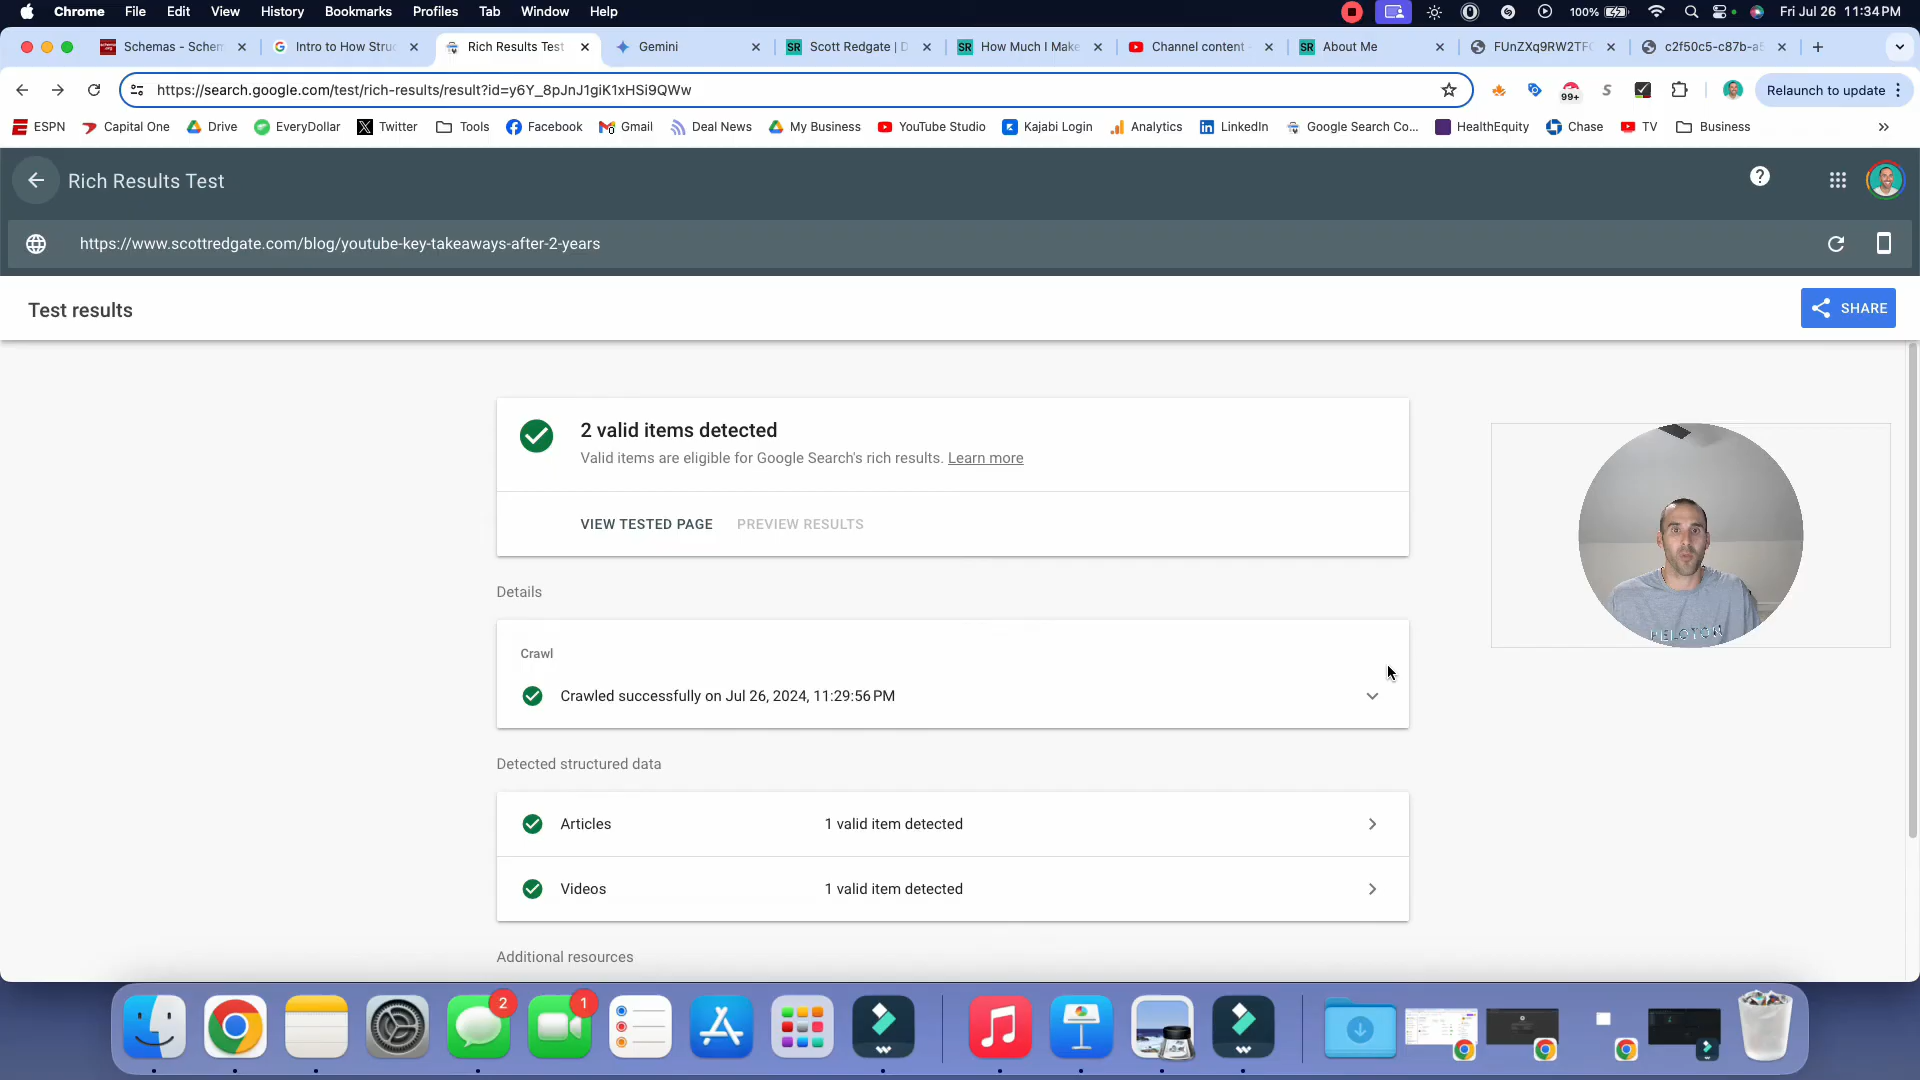 Chrome File Edit View History Bookmarks Profiles Tab Window Help 100% Fri Jul 26 11:34 PM
Schemas - Schem Intro to How Struc Rich Results Test Gemini Scott Redgate | D How Much I Make Channel content - About Me FUnZXq9RW2TF c2f50c5-c87b-a
https://search.google.com/test/rich-results/result?id=y6Y_8pJnJ1giK1xHSi9QWw 99+ Relaunch to update
ESPN Capital One Drive EveryDollar Twitter Tools Facebook Gmail Deal News My Business YouTube Studio Kajabi Login Analytics LinkedIn Google Search Co... HealthEquity Chase TV Business
Rich Results Test
https://www.scottredgate.com/blog/youtube-key-takeaways-after-2-years
Test results
SHARE
2 valid items detected
Valid items are eligible for Google Search's rich results. Learn more
VIEW TESTED PAGE PREVIEW RESULTS
Details
PELOTON
Crawl
Crawled successfully on Jul 26, 2024, 11:29:56 PM
Detected structured data
Articles 1 valid item detected
Videos 1 valid item detected
Additional resources
2 1